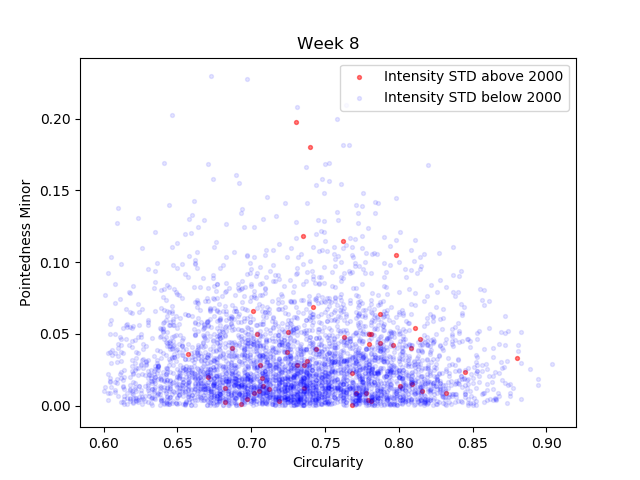 Week 8
Intensity STD above 2000
Intensity STD below 2000
0.20
0.15
0.10
0.05
0.00
Pointedness Minor
0.60 0.65 0.70 0.75 0.80 0.85 0.90
Circularity